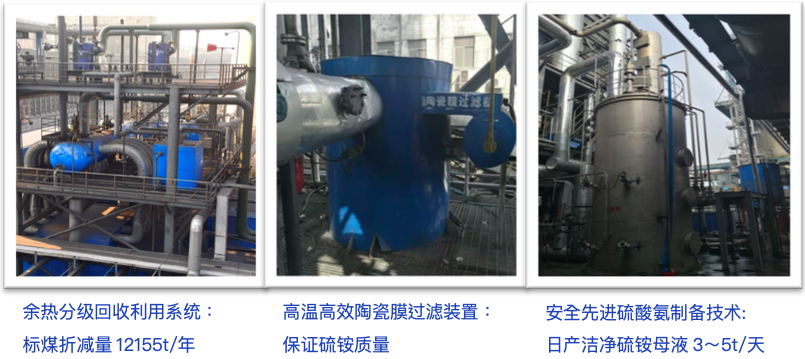 陶瓷膜过滤器
余热分级回收利用系统：
标煤折减量 12155t/年
高温高效陶瓷膜过滤装置：
保证硫铵质量
安全先进硫酸氨制备技术:
日产洁净硫铵母液 3～5t/天